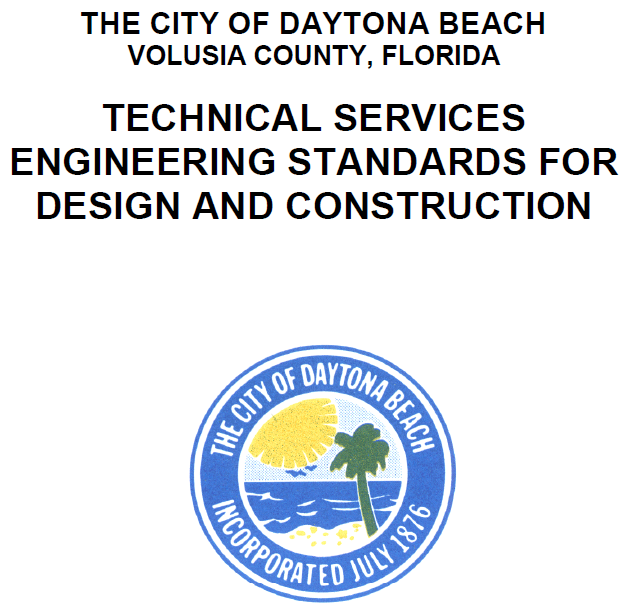 THE CITY OF DAYTONA BEACH
VOLUSIA COUNTY, FLORIDA
TECHNICAL SERVICES
ENGINEERING STANDARDS FOR
DESIGN AND CONSTRUCTION
THE CITY OF DAYTONA BEACH
INCORPORATED JULY 1876